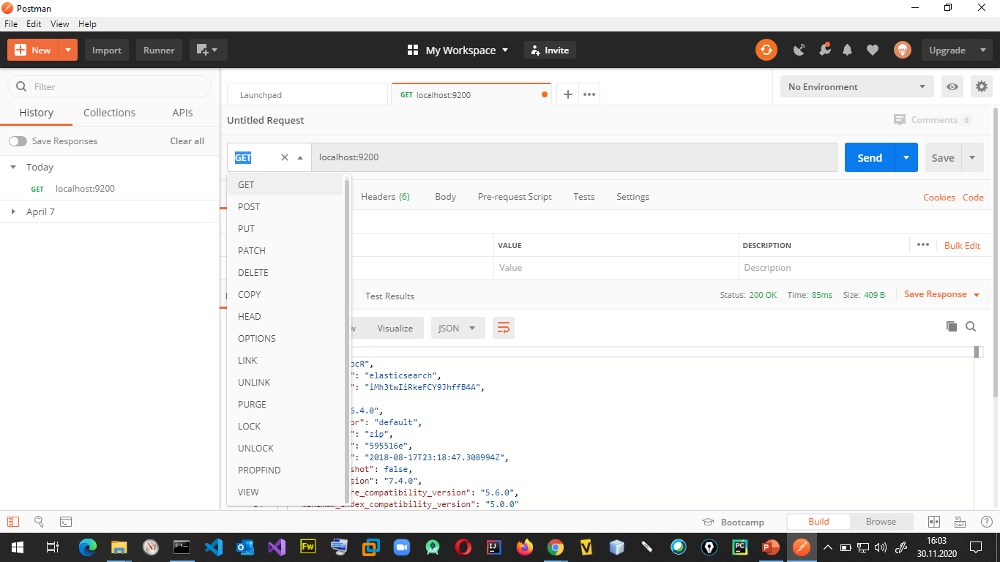 Postman
File Edit View Help
New Import Runner My Workspace Invite Upgrade
Filter
History Collections APIs
Save Responses Clear all
Today
GET localhost:9200
April 7
Launchpad GET localhost:9200 No Environment
Untitled Request Comments 0
GET localhost:9200 Send Save
Headers (6) Body Pre-request Script Tests Settings Cookies Code
VALUE DESCRIPTION Bulk Edit
Value Description
Test Results Status: 200 OK Time: 85ms Size: 409 B Save Response
Visualize JSON
GET
POST
PUT
PATCH
DELETE
COPY
HEAD
OPTIONS
LINK
UNLINK
PURGE
LOCK
UNLOCK
PROPFIND
VIEW
ocR",
": "elasticsearch",
": "iMh3twIiRkeFCY9JhffB4A",
6.4.0",
or": "default",
": "zip",
": "595516e",
": "2018-08-17T23:18:47.308994Z",
shot": false,
sion": "7.4.0",
re_compatibility_version": "5.6.0",
minimum_index_compatibility_version": "5.0.0"
Bootcamp Build Browse
Fw IJ PC
16:03
30.11.2020